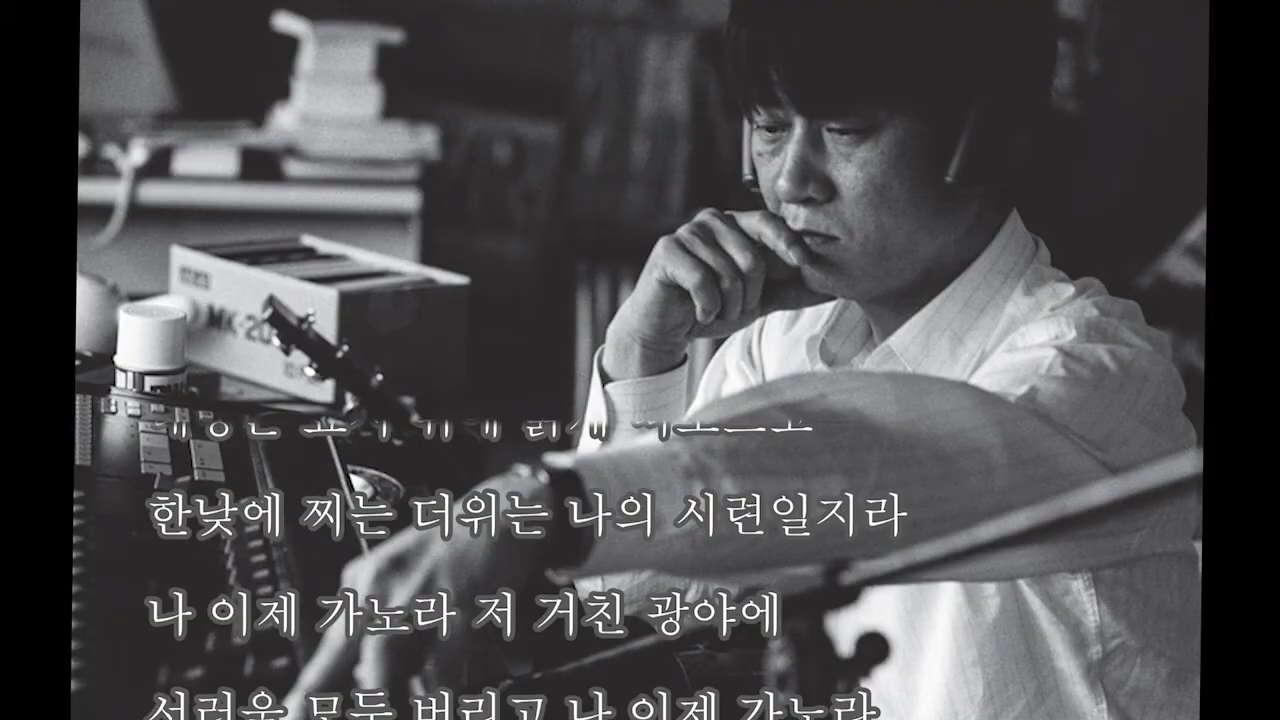 MK-20
한낮에 찌는 더위는 나의 시련일지라
나 이제 가노라 저 거친 광야에
서러움 모두 버리고 나 이제 가노라